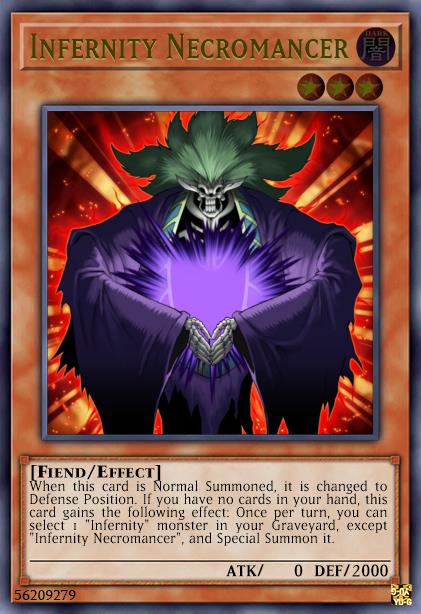 INFERNITY NECROMANCER
DARK
闇
[FIEND/EFFECT]
When this card is Normal Summoned, it is changed to
Defense Position. If you have no cards in your hand, this
card gains the following effect: Once per turn, you can
select 1 "Infernity" monster in your Graveyard, except
"Infernity Necromancer", and Special Summon it.
ATK/ 0 DEF/2000
56209279